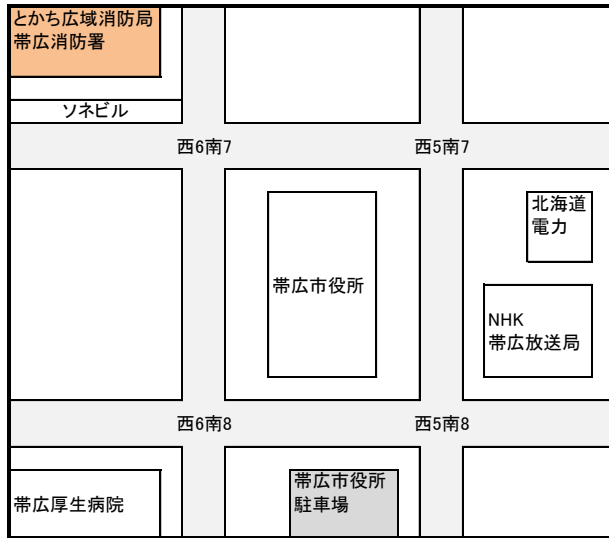 とかち広域消防局
帯広消防署
ソネビル
西6南7
西5南7
北海道
電力
帯広市役所
NHK
帯広放送局
西6南8
西5南8
帯広厚生病院
帯広市役所
駐車場